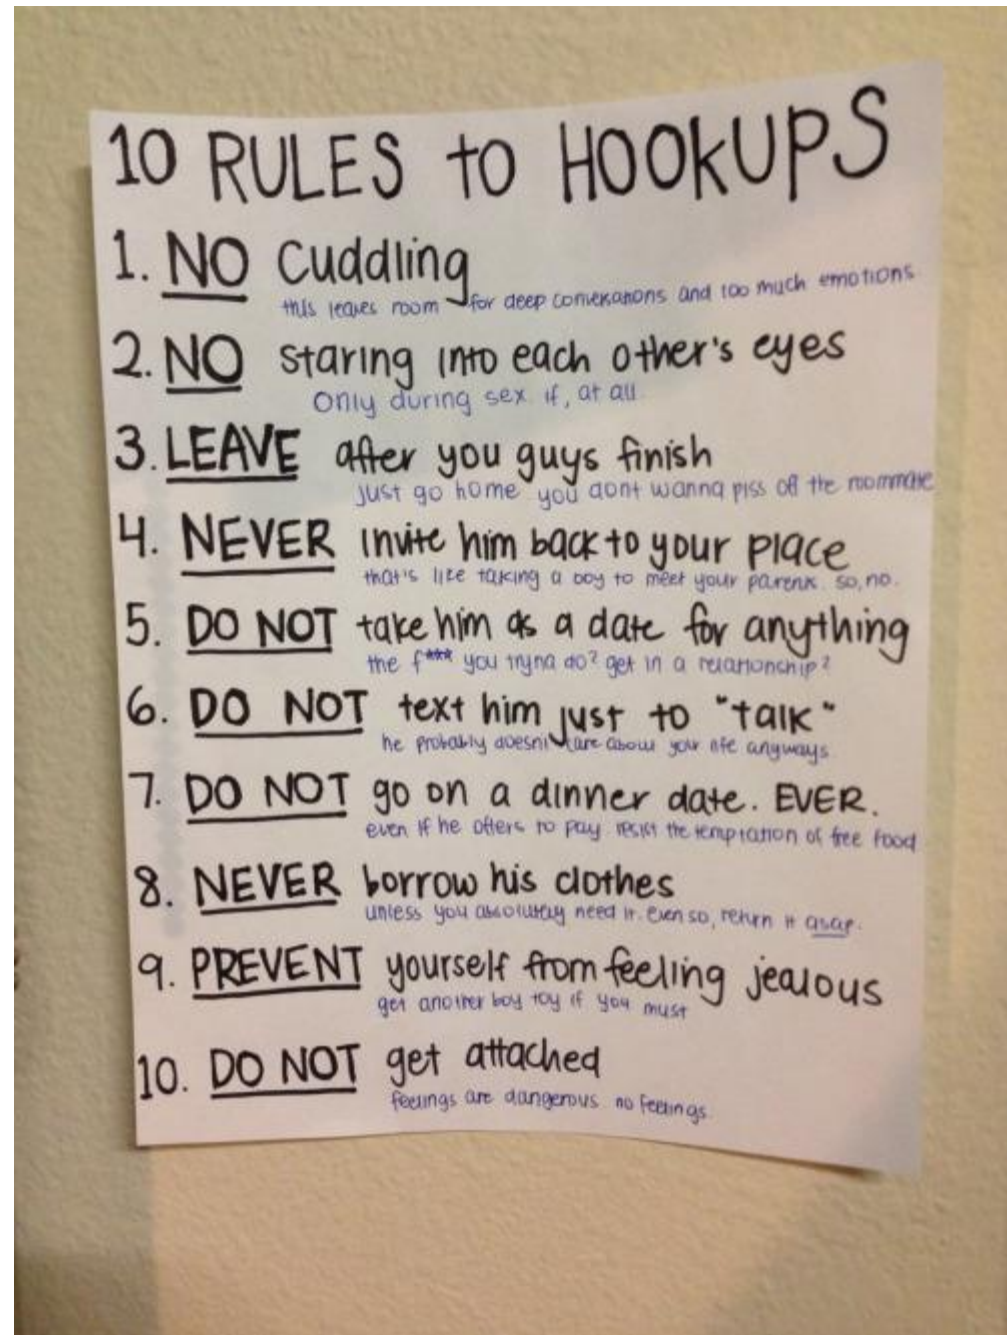 10 RULES to HOOKUPS
1. NO cuddling
this leaves room for deep conversations and too much emotions
2. NO staring into each other's eyes
Only during sex if, at all.
3. LEAVE after you guys finish
just go home you dont wanna piss off the roommate
4. NEVER invite him back to your place
that's like taking a boy to meet your parents. so, no.
5. DO NOT take him as a date for anything
the f*** you tryna do? get in a relationship?
6. DO NOT text him just to "talk"
he probably doesn't care about your life anyways
7. DO NOT go on a dinner date. EVER.
even if he offers to pay. resist the temptation of free food
8. NEVER borrow his clothes
unless you absolutely need it. even so, return it asap.
9. PREVENT yourself from feeling jealous
get another boy toy if you must
10. DO NOT get attached
feelings are dangerous. no feelings.